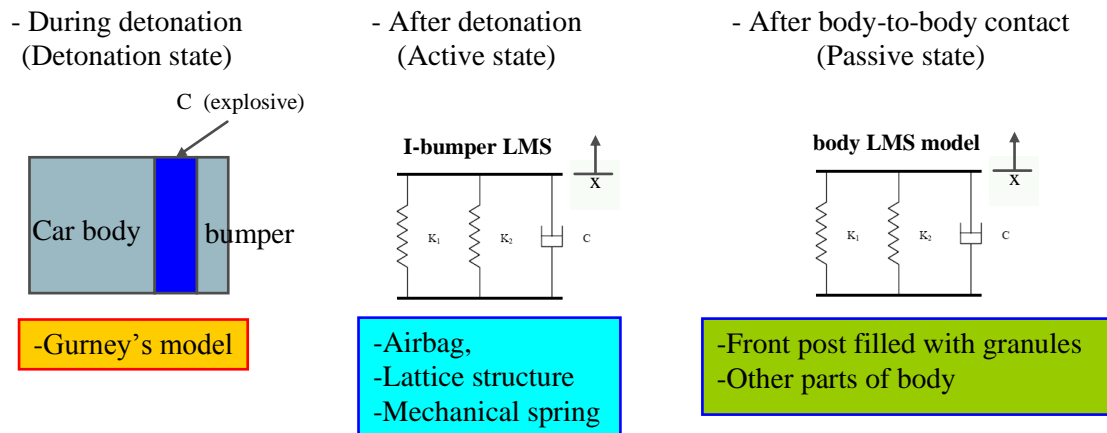 - During detonation
(Detonation state)
C (explosive)
Car body
bumper
-Gurney’s model
- After detonation
(Active state)
I-bumper LMS
x
K1
K2
C
-Airbag,
-Lattice structure
-Mechanical spring
- After body-to-body contact
(Passive state)
body LMS model
x
K1
K2
C
-Front post filled with granules
-Other parts of body